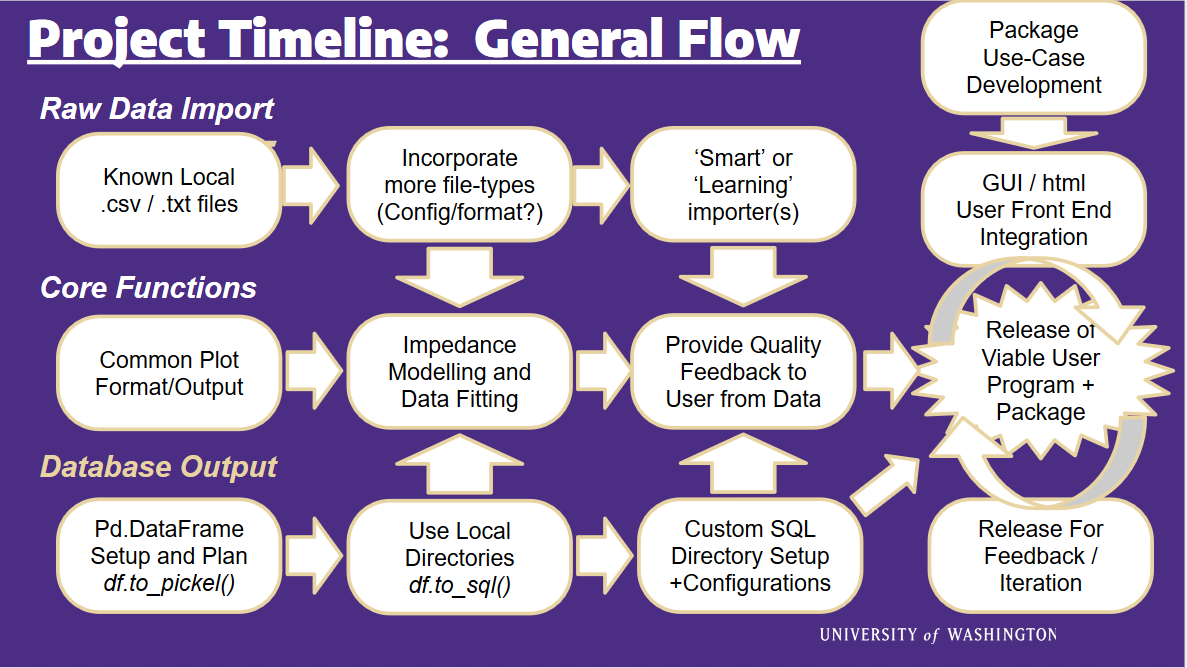 Project Timeline: General Flow
Raw Data Import
Known Local
.csv / .txt files
Incorporate
more file-types
(Config/format?)
‘Smart’ or
‘Learning’
importer(s)
Core Functions
Common Plot
Format/Output
Impedance
Modelling and
Data Fitting
Provide Quality
Feedback to
User from Data
Database Output
Pd.DataFrame
Setup and Plan
df.to_pickel()
Use Local
Directories
df.to_sql()
Custom SQL
Directory Setup
+Configurations
Package
Use-Case
Development
GUI / html
User Front End
Integration
Release of
Viable User
Program +
Package
Release For
Feedback /
Iteration
UNIVERSITY of WASHINGTON